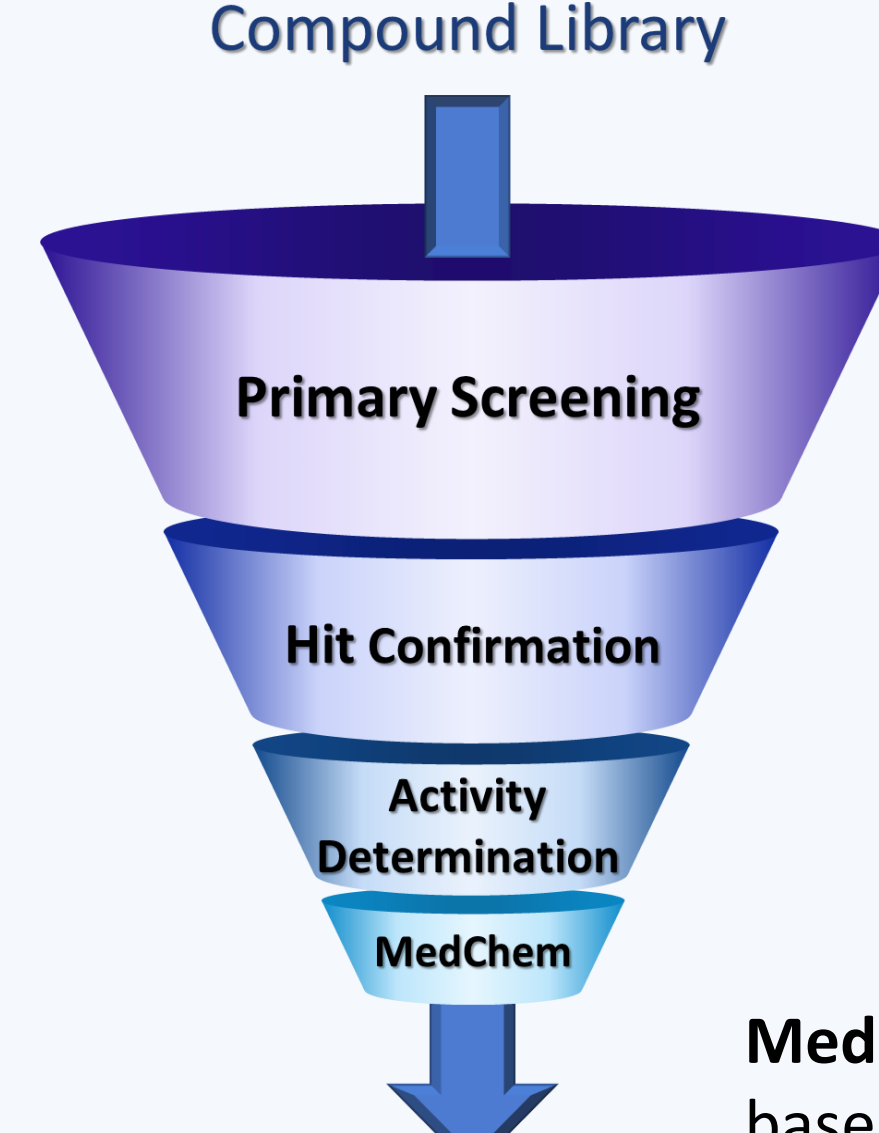 Compound Library
Primary Screening
Hit Confirmation
Activity
Determination
MedChem
Med
base